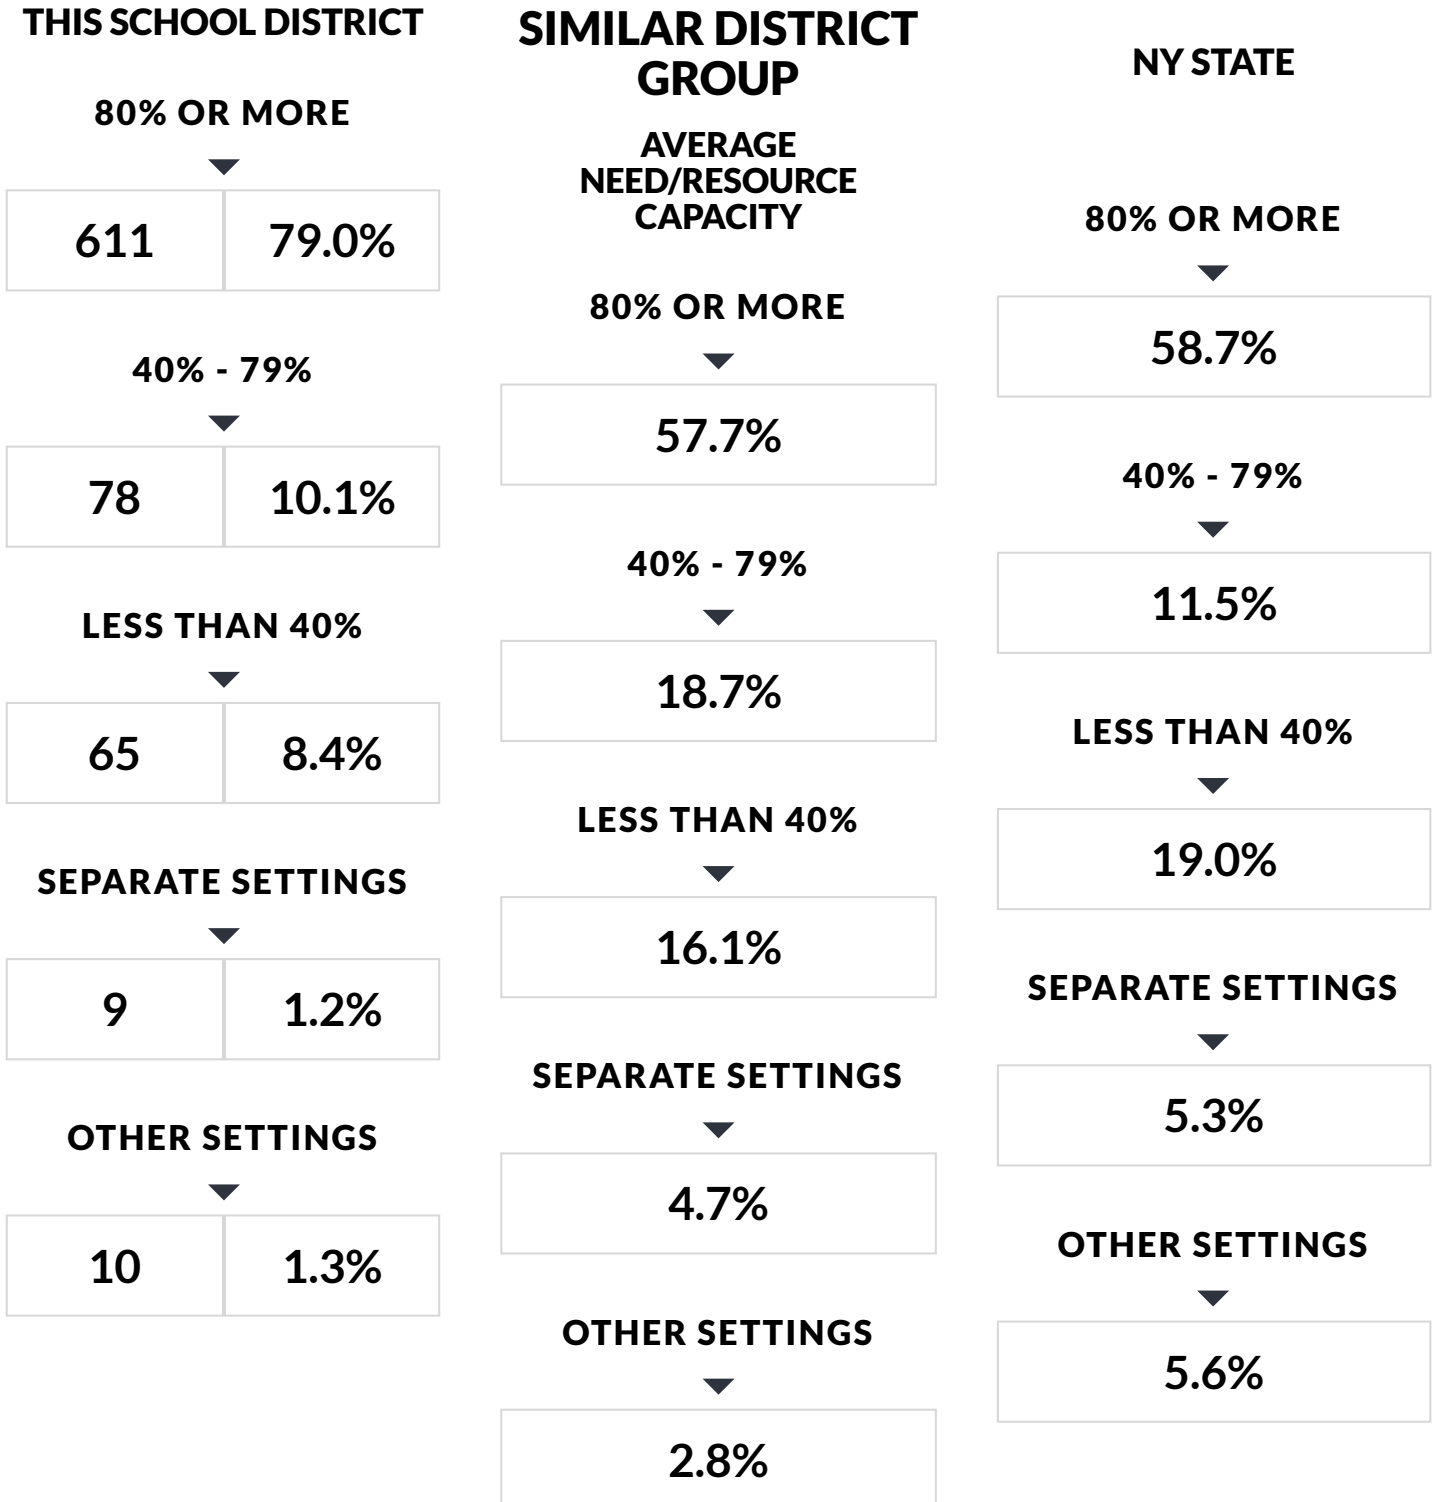 THIS SCHOOL DISTRICT
80% OR MORE
611 79.0%
40% - 79%
78 10.1%
LESS THAN 40%
65 8.4%
SEPARATE SETTINGS
9 1.2%
OTHER SETTINGS
10 1.3%
SIMILAR DISTRICT
GROUP
AVERAGE
NEED/RESOURCE
CAPACITY
80% OR MORE
57.7%
40% - 79%
18.7%
LESS THAN 40%
16.1%
SEPARATE SETTINGS
4.7%
OTHER SETTINGS
2.8%
NY STATE
80% OR MORE
58.7%
40% - 79%
11.5%
LESS THAN 40%
19.0%
SEPARATE SETTINGS
5.3%
OTHER SETTINGS
5.6%